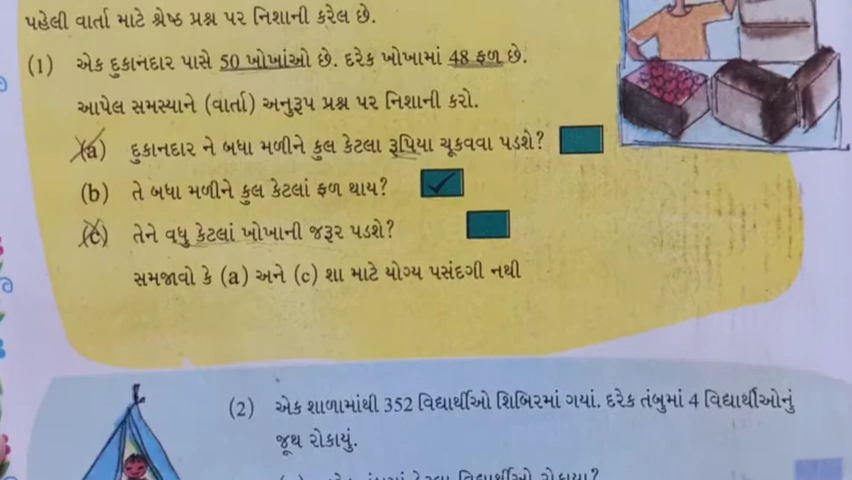 પહેલી વાર્તા માટે શ્રેષ્ઠ પ્રશ્ન પર નિશાની કરેલ છે.
(1) એક દુકાનદાર પાસે 50 ખોખાંઓ છે. દરેક ખોખામાં 48 ફળ છે.
આપેલ સમસ્યાને (વાર્તા) અનુરૂપ પ્રશ્ન પર નિશાની કરો.
(a) દુકાનદાર ને બધા મળીને કુલ કેટલા રૂપિયા ચૂકવવા પડશે?
(b) તે બધા મળીને કુલ કેટલાં ફળ થાય? ✓
(c) તેને વધુ કેટલાં ખોખાની જરૂર પડશે?
સમજાવો કે (a) અને (c) શા માટે યોગ્ય પસંદગી નથી
(2) એક શાળામાંથી 352 વિદ્યાર્થીઓ શિબિરમાં ગયાં. દરેક તંબુમાં 4 વિદ્યાર્થીઓનું
જૂથ રોકાયું.